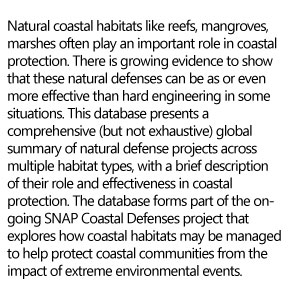 Natural coastal habitats like reefs, mangroves,
marshes often play an important role in coastal
protection. There is growing evidence to show
that these natural defenses can be as or even
more effective than hard engineering in some
situations. This database presents a
comprehensive (but not exhaustive) global
summary of natural defense projects across
multiple habitat types, with a brief description
of their role and effectiveness in coastal
protection. The database forms part of the on-
going SNAP Coastal Defenses project that
explores how coastal habitats may be managed
to help protect coastal communities from the
impact of extreme environmental events.